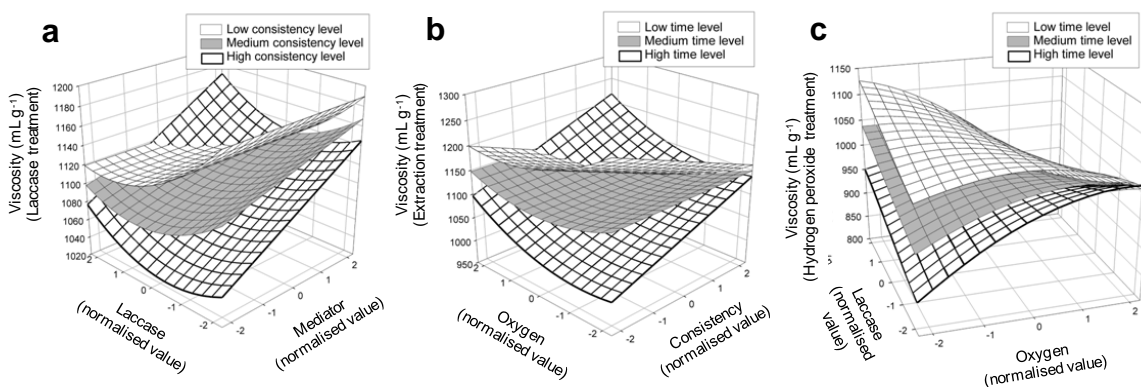 a
Low consistency level
Medium consistency level
High consistency level
1200
1180
1160
1140
1120
1100
1080
1060
1040
1020
Viscosity (mL g⁻¹)
(Laccase treatment)
2
1
0
-1
-2
Laccase
(normalised value)
-2
-1
0
1
2
Mediator
(normalised value)
b
Low time level
Medium time level
High time level
1300
1250
1200
1150
1100
1050
1000
950
Viscosity (mL g⁻¹)
(Extraction treatment)
2
1
0
-1
-2
Oxygen
(normalised value)
-2
-1
0
1
2
Consistency
(normalised value)
c
Low time level
Medium time level
High time level
1150
1100
1050
1000
950
900
850
800
Viscosity (mL g⁻¹)
(Hydrogen peroxide treatment)
1
0
-1
-2
Laccase
(normalised
value)
-2
-1
0
1
2
Oxygen
(normalised value)